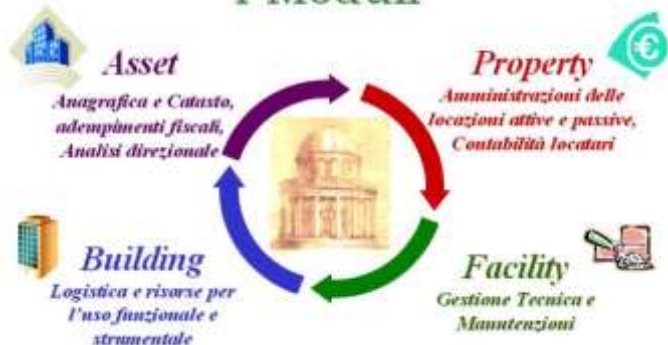 I Moduli
Asset
Anagrafica e Catasto,
adempimenti fiscali,
Analisi direzionale
Property
Amministrazioni delle
locazioni attive e passive,
Contabilità locatari
Building
Logistica e risorse per
l'uso funzionale e
strumentale
Facility
Gestione Tecnica e
Manutenzioni